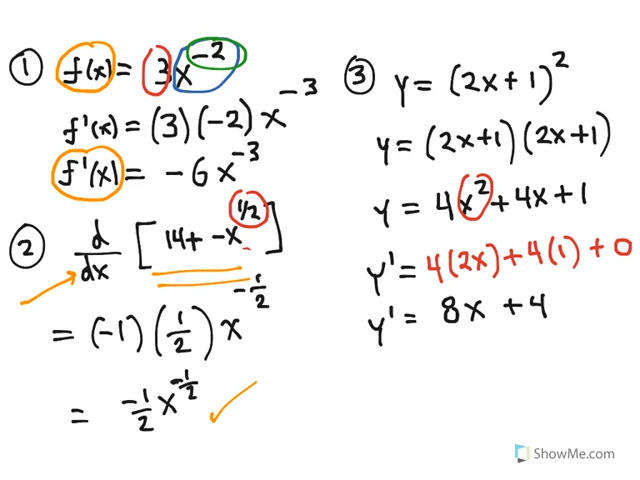 ① f(x) = 3x⁻²
f'(x) = (3)(-2)x⁻³
f'(x) = -6x⁻³
② d/dx [14+ -x^(1/2)]
= (-1)(1/2)x^(-1/2)
= -1/2 x^(-1/2) ✓
③ y = (2x+1)²
y = (2x+1)(2x+1)
y = 4x²+4x+1
y' = 4(2x)+4(1)+0
y' = 8x +4
ShowMe.com